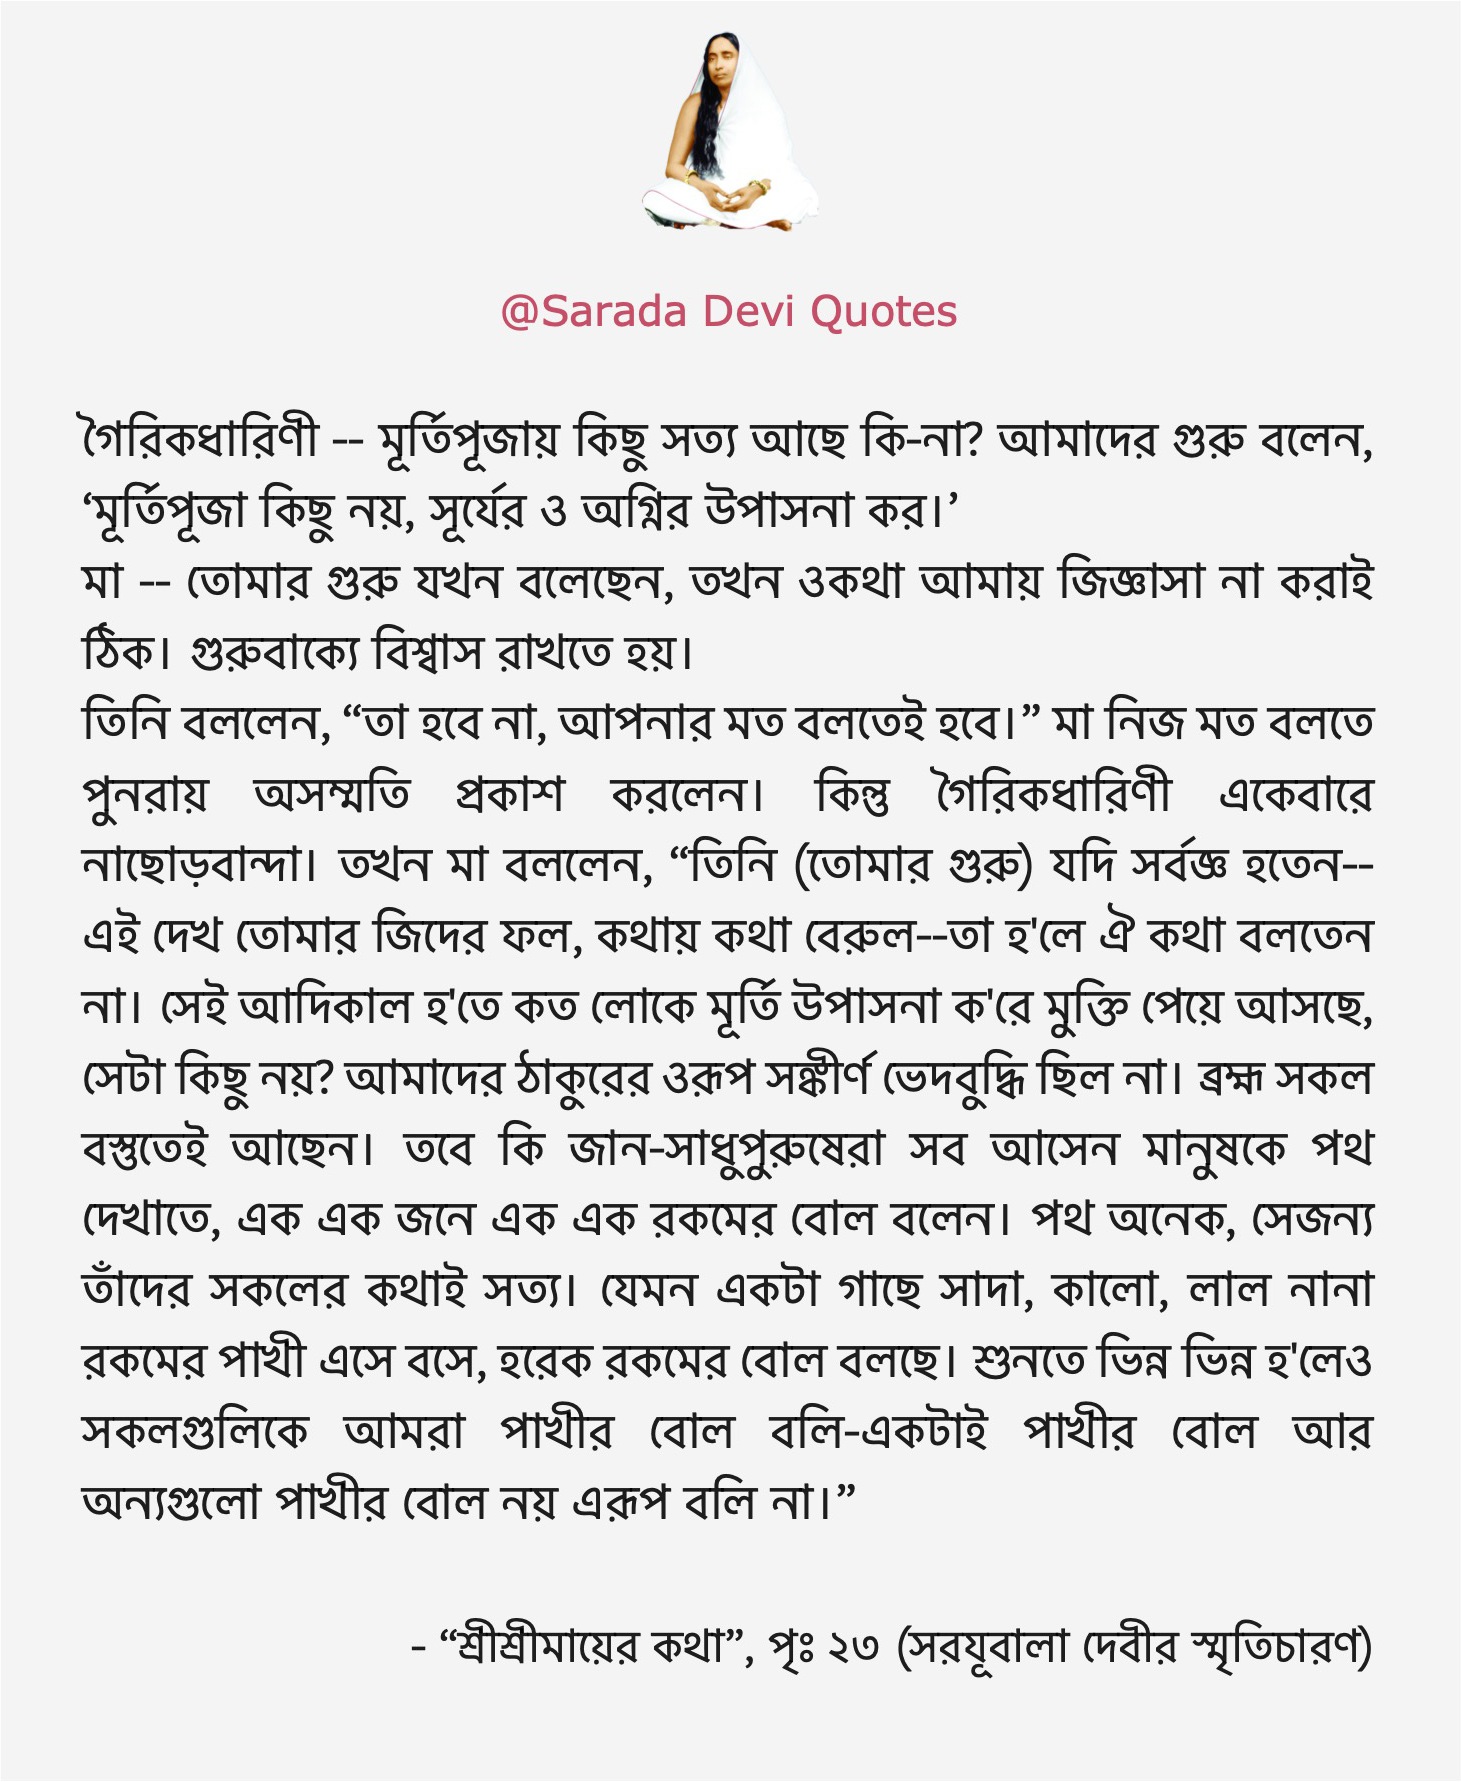 @Sarada Devi Quotes
গৈরিকধারিণী -- মূর্তিপূজায় কিছু সত্য আছে কি-না? আমাদের গুরু বলেন,
‘মূর্তিপূজা কিছু নয়, সূর্যের ও অগ্নির উপাসনা কর।’
মা -- তোমার গুরু যখন বলেছেন, তখন ওকথা আমায় জিজ্ঞাসা না করাই
ঠিক। গুরুবাক্যে বিশ্বাস রাখতে হয়।
তিনি বললেন, “তা হবে না, আপনার মত বলতেই হবে।” মা নিজ মত বলতে
পুনরায় অসম্মতি প্রকাশ করলেন। কিন্তু গৈরিকধারিণী একেবারে
নাছোড়বান্দা। তখন মা বললেন, “তিনি (তোমার গুরু) যদি সর্বজ্ঞ হতেন--
এই দেখ তোমার জিদের ফল, কথায় কথা বেরুল--তা হ'লে ঐ কথা বলতেন
না। সেই আদিকাল হ'তে কত লোকে মূর্তি উপাসনা ক'রে মুক্তি পেয়ে আসছে,
সেটা কিছু নয়? আমাদের ঠাকুরের ওরূপ সঙ্কীর্ণ ভেদবুদ্ধি ছিল না। ব্রহ্ম সকল
বস্তুতেই আছেন। তবে কি জান-সাধুপুরুষেরা সব আসেন মানুষকে পথ
দেখাতে, এক এক জনে এক এক রকমের বোল বলেন। পথ অনেক, সেজন্য
তাঁদের সকলের কথাই সত্য। যেমন একটা গাছে সাদা, কালো, লাল নানা
রকমের পাখী এসে বসে, হরেক রকমের বোল বলছে। শুনতে ভিন্ন ভিন্ন হ'লেও
সকলগুলিকে আমরা পাখীর বোল বলি-একটাই পাখীর বোল আর
অন্যগুলো পাখীর বোল নয় এরূপ বলি না।”
- “শ্রীশ্রীমায়ের কথা”, পৃঃ ২৩ (সরযূবালা দেবীর স্মৃতিচারণ)